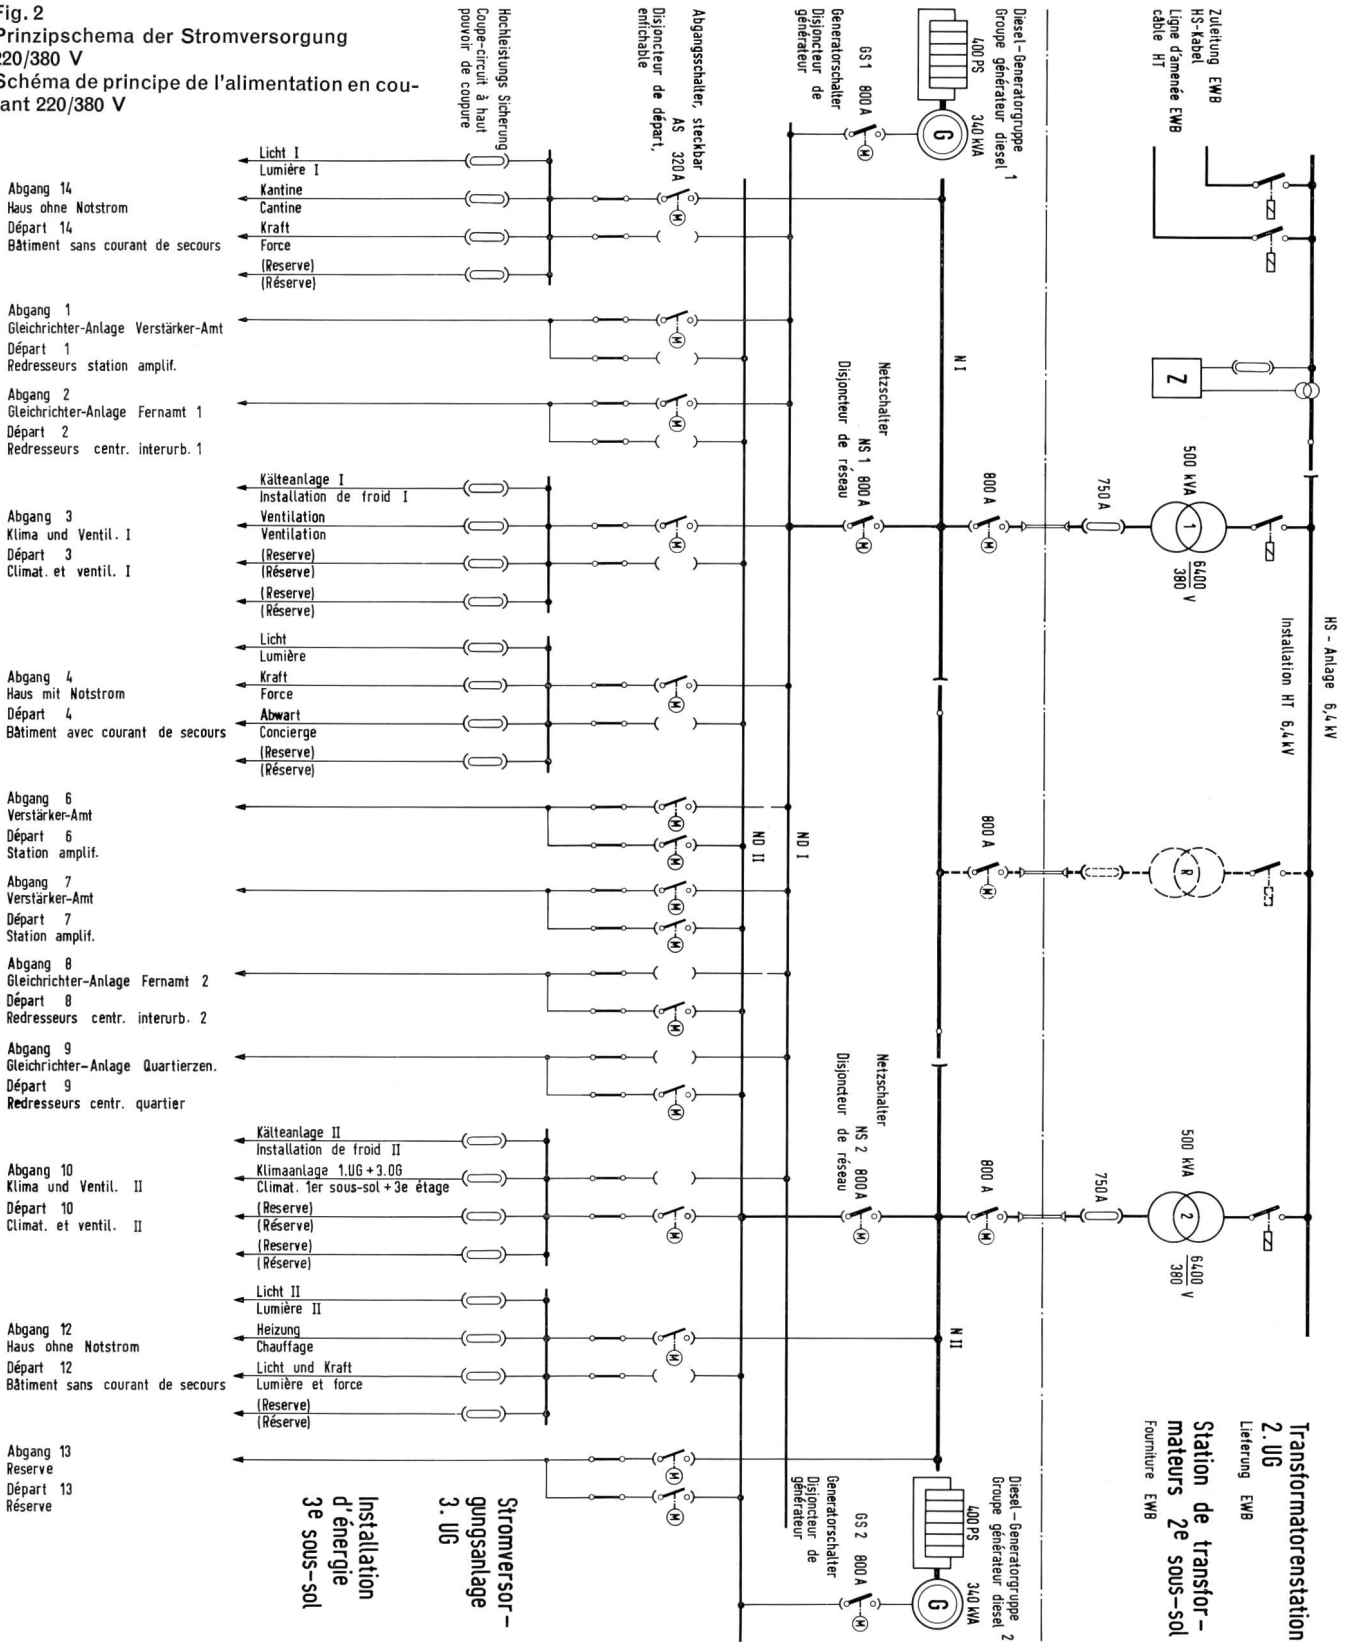 Fig. 2
Prinzipschema der Stromversorgung
220/380 V
Schéma de principe de l'alimentation en cou-
rant 220/380 V
Hochleistungs Sicherung
Coupe-circuit à haut
pouvoir de coupure
Abgangsschalter, steckbar
AS 320 A
Disjoncteur de départ,
enfichable
Generatorschalter
GS 1 800 A
Disjoncteur de
générateur
Diesel-Generatorgruppe
Groupe générateur diesel 1
400 PS
340 kVA
G
Zuleitung EWB
HS-Kabel
Ligne d'amenée EWB
câble HT
Licht I
Lumière I
Abgang 14
Haus ohne Notstrom
Départ 14
Bâtiment sans courant de secours
Kantine
Cantine
Kraft
Force
(Reserve)
(Réserve)
M
M
Abgang 1
Gleichrichter-Anlage Verstärker-Amt
Départ 1
Redresseurs station amplif.
M
Abgang 2
Gleichrichter-Anlage Fernamt 1
Départ 2
Redresseurs centr. interurb. 1
M
N I
Z
Netzschalter
NS 1 800 A
Disjoncteur de réseau
M
800 A
M
750 A
500 kVA
1
6400
380 V
HS - Anlage 6,4 kV
Installation HT 6,4 kV
Kälteanlage I
Installation de froid I
Abgang 3
Klima und Ventil. I
Départ 3
Climat. et ventil. I
Ventilation
Ventilation
(Reserve)
(Réserve)
(Reserve)
(Réserve)
M
Licht
Lumière
Abgang 4
Haus mit Notstrom
Départ 4
Bâtiment avec courant de secours
Kraft
Force
Abwart
Concierge
(Reserve)
(Réserve)
M
Abgang 6
Verstärker-Amt
Départ 6
Station amplif.
M
M
ND II
ND I
800 A
M
R
Abgang 7
Verstärker-Amt
Départ 7
Station amplif.
M
M
Abgang 8
Gleichrichter-Anlage Fernamt 2
Départ 8
Redresseurs centr. interurb. 2
M
Abgang 9
Gleichrichter-Anlage Quartierzen.
Départ 9
Redresseurs centr. quartier
M
Netzschalter
NS 2 800 A
Disjoncteur de réseau
M
800 A
M
750 A
500 kVA
2
6400
380 V
Kälteanlage II
Installation de froid II
Abgang 10
Klima und Ventil. II
Départ 10
Climat. et ventil. II
Klimaanlage 1.UG + 3.OG
Climat. 1er sous-sol + 3e étage
(Reserve)
(Réserve)
(Reserve)
(Réserve)
M
Licht II
Lumière II
Abgang 12
Haus ohne Notstrom
Départ 12
Bâtiment sans courant de secours
Heizung
Chauffage
Licht und Kraft
Lumière et force
(Reserve)
(Réserve)
M
N II
Abgang 13
Reserve
Départ 13
Réserve
M
M
Generatorschalter
GS 2 800 A
Disjoncteur de
générateur
M
Diesel-Generatorgruppe
Groupe générateur diesel 2
400 PS
340 kVA
G
Stromversor-
gungsanlage
3. UG
Installation
d'énergie
3e sous-sol
Transformatorenstation
2. UG
Lieferung EWB
Station de transfor-
mateurs 2e sous-sol
Fourniture EWB